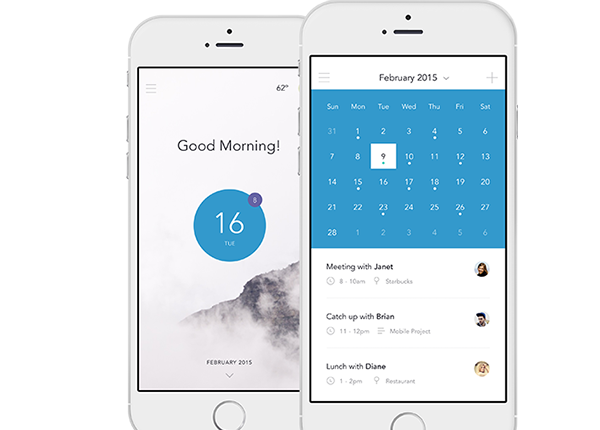 62°
Good Morning!
8
16
TUE
FEBRUARY 2015
February 2015
Sun Mon Tue Wed Thu Fri Sat
31 1 2 3 4 5 6
7 8 9 10 11 12 13
14 15 16 17 18 19 20
21 22 23 24 25 26 27
28 1 2 3 4 5 6
Meeting with Janet
8 - 10am Starbucks
Catch up with Brian
11 - 12pm Mobile Project
Lunch with Diane
1 - 2pm Restaurant